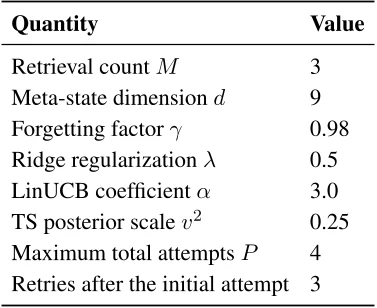 Quantity Value
Retrieval count M 3
Meta-state dimension d 9
Forgetting factor γ 0.98
Ridge regularization λ 0.5
LinUCB coefficient α 3.0
TS posterior scale v² 0.25
Maximum total attempts P 4
Retries after the initial attempt 3